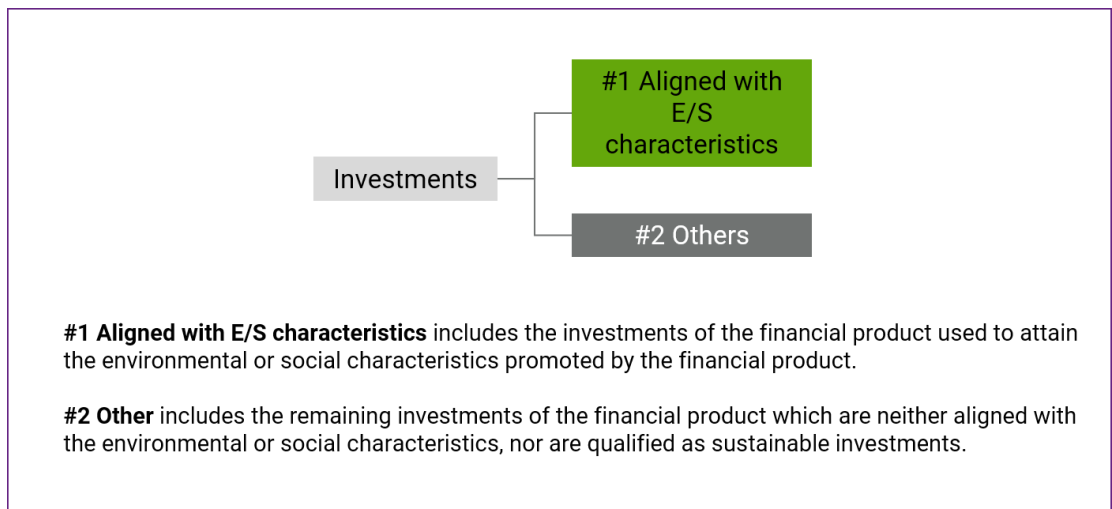 #1 Aligned with
E/S
characteristics
Investments
#2 Others
#1 Aligned with E/S characteristics includes the investments of the financial product used to attain
the environmental or social characteristics promoted by the financial product.
#2 Other includes the remaining investments of the financial product which are neither aligned with
the environmental or social characteristics, nor are qualified as sustainable investments.